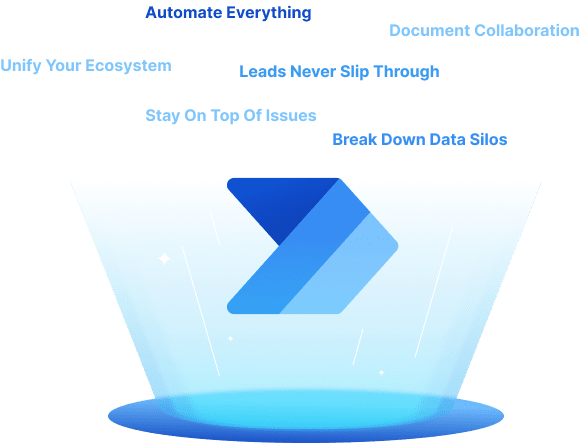 Automate Everything
Document Collaboration
Unify Your Ecosystem
Leads Never Slip Through
Stay On Top Of Issues
Break Down Data Silos